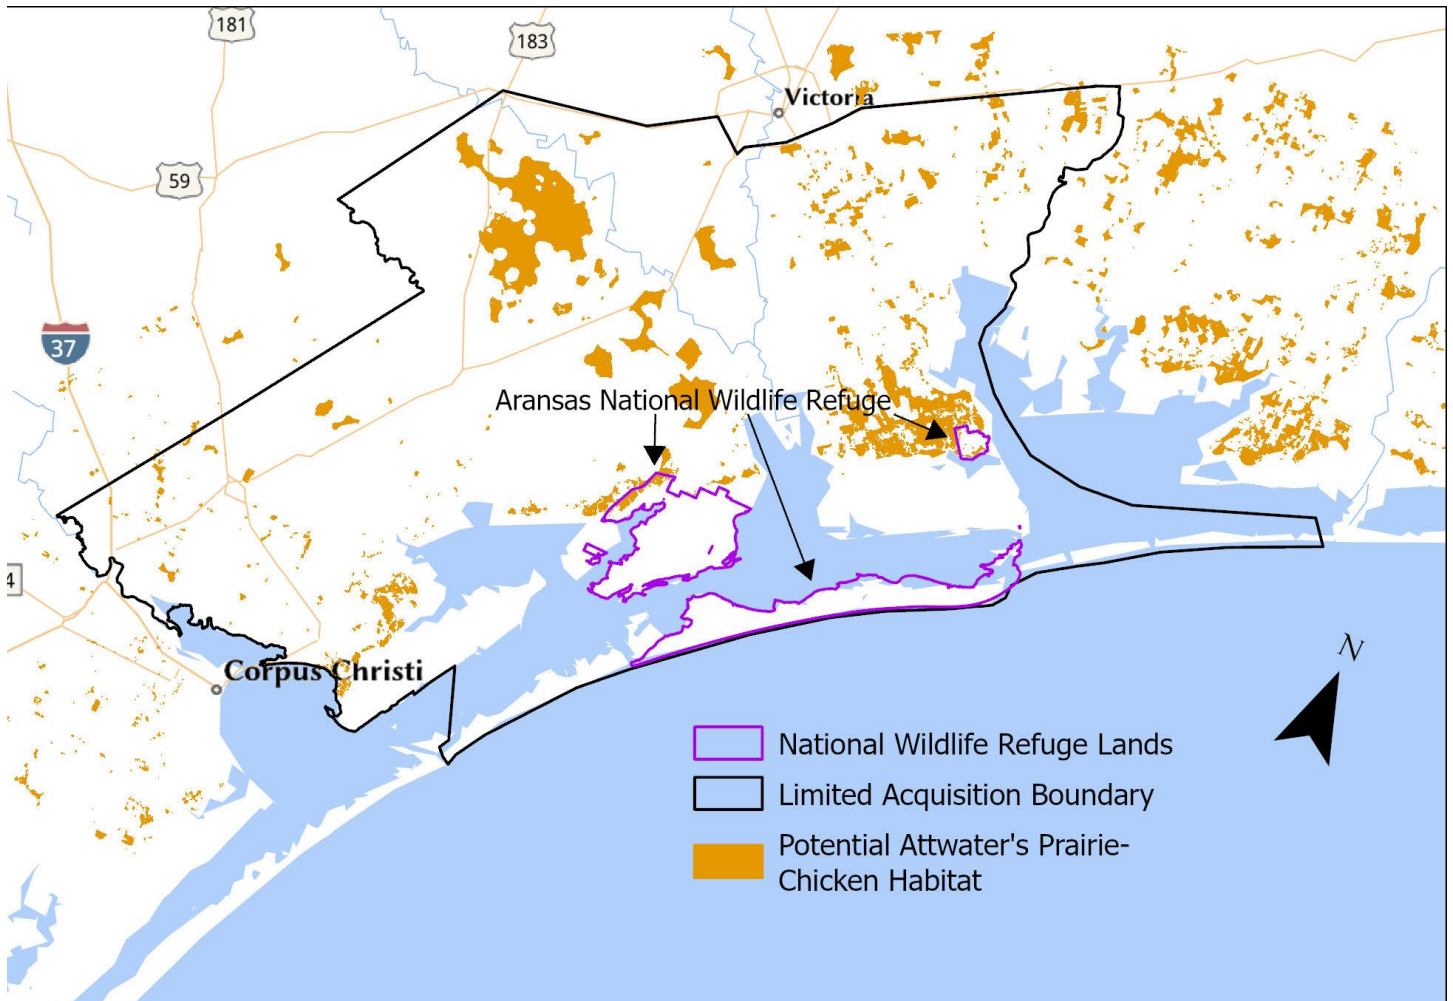 181
183
Victoria
59
37
Aransas National Wildlife Refuge
4
Corpus Christi
N
National Wildlife Refuge Lands
Limited Acquisition Boundary
Potential Attwater's Prairie-
Chicken Habitat